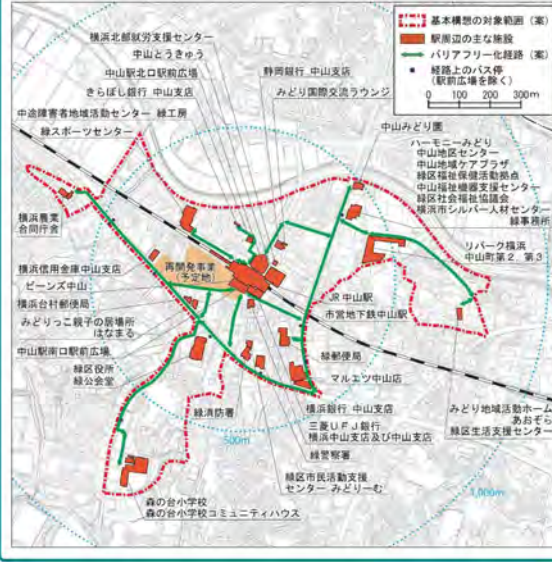 基本構想の対象範囲（案）
駅周辺の主な施設
バリアフリー化経路（案）
経路上のバス停
（駅前広場を除く）
0 100 200 300m
横浜北部就労支援センター
中山とうきゅう
中山駅北口駅前広場
きらぼし銀行 中山支店
中途障害者地域活動センター 緑工房
緑スポーツセンター
静岡銀行 中山支店
みどり国際交流ラウンジ
中山みどり園
ハーモニーみどり
中山地区センター
中山地域ケアプラザ
緑区福祉保健活動拠点
中山福祉機器支援センター
緑区社会福祉協議会
横浜市シルバー人材センター
緑事務所
リパーク横浜
中山町第２、第３
横浜農業
合同庁舎
横浜信用金庫中山支店
ビーンズ中山
横浜台村郵便局
みどりっこ親子の居場所
はなまる
中山駅南口駅前広場
緑区役所
緑公会堂
再開発事業
（予定地）
JR 中山駅
市営地下鉄中山駅
緑郵便局
マルエツ中山店
緑消防署
500m
横浜銀行 中山支店
三菱ＵＦＪ銀行
横浜中山支店及び中山支店
緑警察署
緑区市民活動支援
センター みどりーむ
みどり地域活動ホーム
あおぞら
緑区生活支援センター
1,000m
森の台小学校
森の台小学校コミュニティハウス